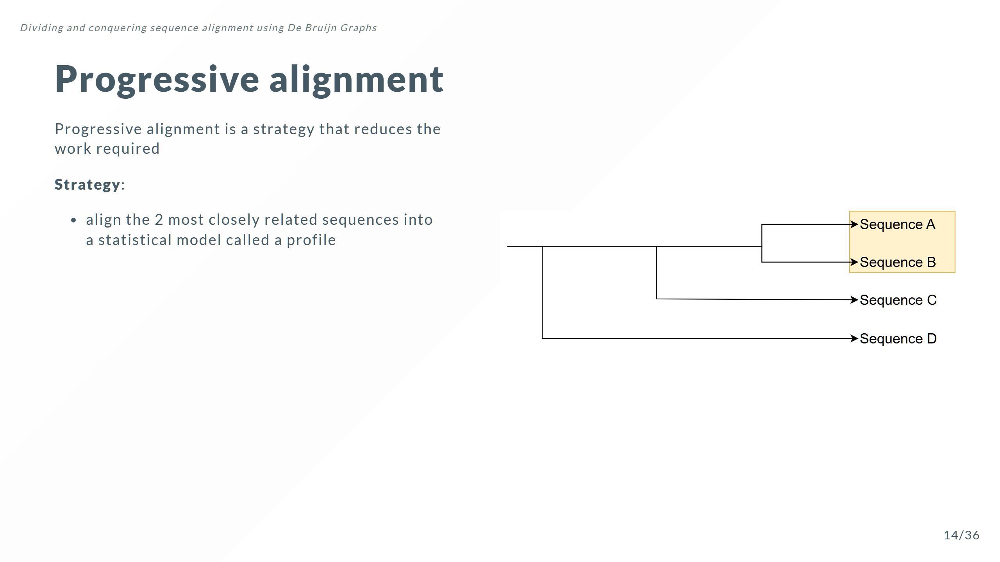 Dividing and conquering sequence alignment using De Bruijn Graphs
Progressive alignment
Progressive alignment is a strategy that reduces the
work required
Strategy:
• align the 2 most closely related sequences into
a statistical model called a profile
Sequence A
Sequence B
Sequence C
Sequence D
14/36